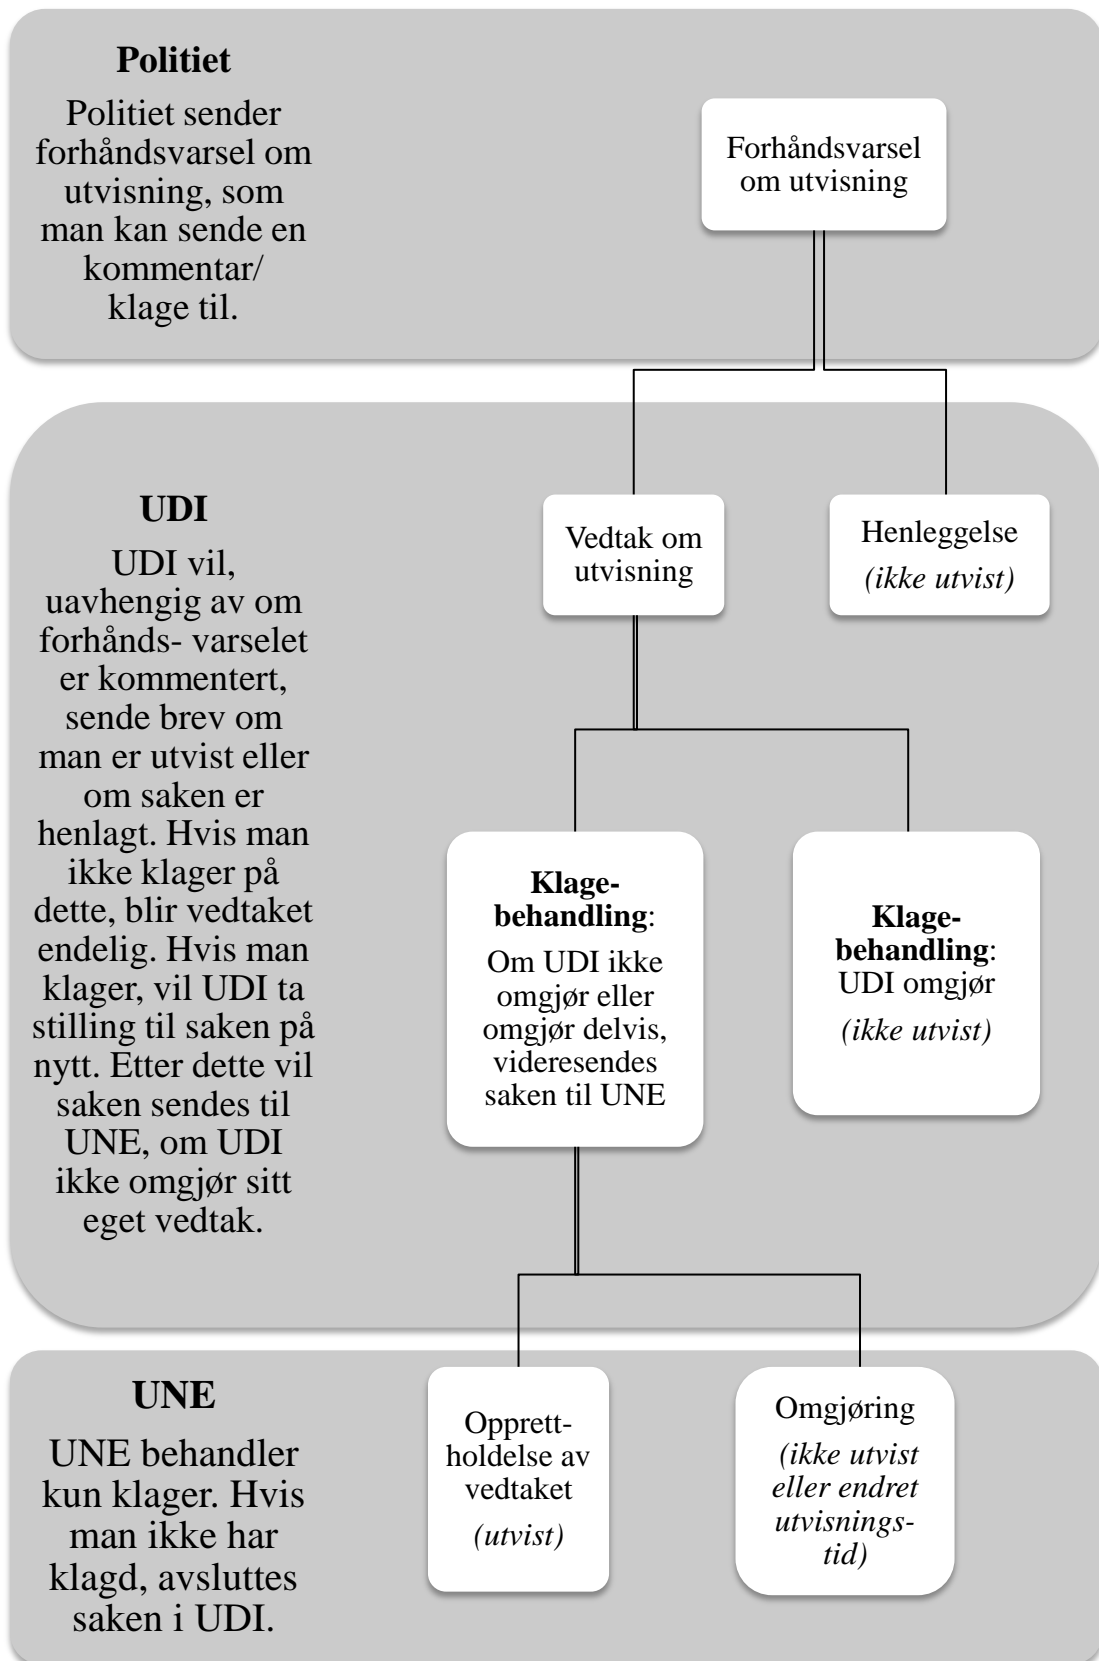 Politiet
Politiet sender
forhåndsvarsel om
utvisning, som
man kan sende en
kommentar/
klage til.
Forhåndsvarsel
om utvisning
UDI
UDI vil,
uavhengig av om
forhånds- varselet
er kommentert,
sende brev om
man er utvist eller
om saken er
henlagt. Hvis man
ikke klager på
dette, blir vedtaket
endelig. Hvis man
klager, vil UDI ta
stilling til saken på
nytt. Etter dette vil
saken sendes til
UNE, om UDI
ikke omgjør sitt
eget vedtak.
Vedtak om
utvisning
Henleggelse
(ikke utvist)
Klage-
behandling:
Om UDI ikke
omgjør eller
omgjør delvis,
videresendes
saken til UNE
Klage-
behandling:
UDI omgjør
(ikke utvist)
UNE
UNE behandler
kun klager. Hvis
man ikke har
klagd, avsluttes
saken i UDI.
Opprett-
holdelse av
vedtaket
(utvist)
Omgjøring
(ikke utvist
eller endret
utvisnings-
tid)